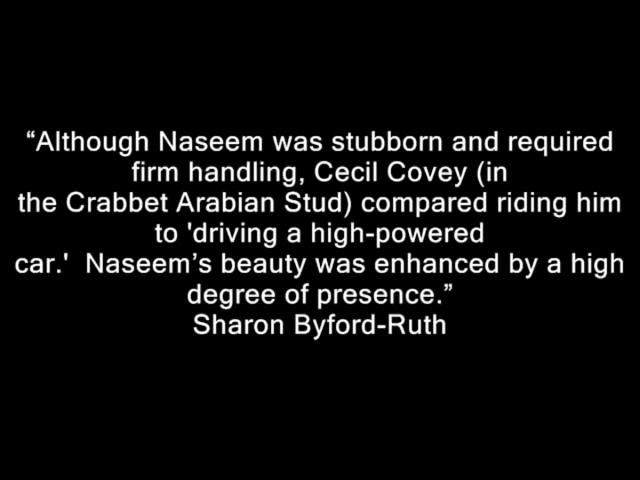 “Although Naseem was stubborn and required
firm handling, Cecil Covey (in
the Crabbet Arabian Stud) compared riding him
to 'driving a high-powered
car.'  Naseem’s beauty was enhanced by a high
degree of presence.”
Sharon Byford-Ruth